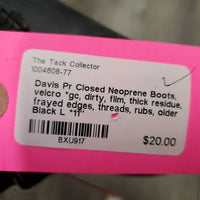 The Tack Collector
1004606-77
Davis Pr Closed Neoprene Boots,
velcro *gc, dirty, film, thick residue,
frayed edges, threads, rubs, older
Black L *11*
BXU917
$20.00